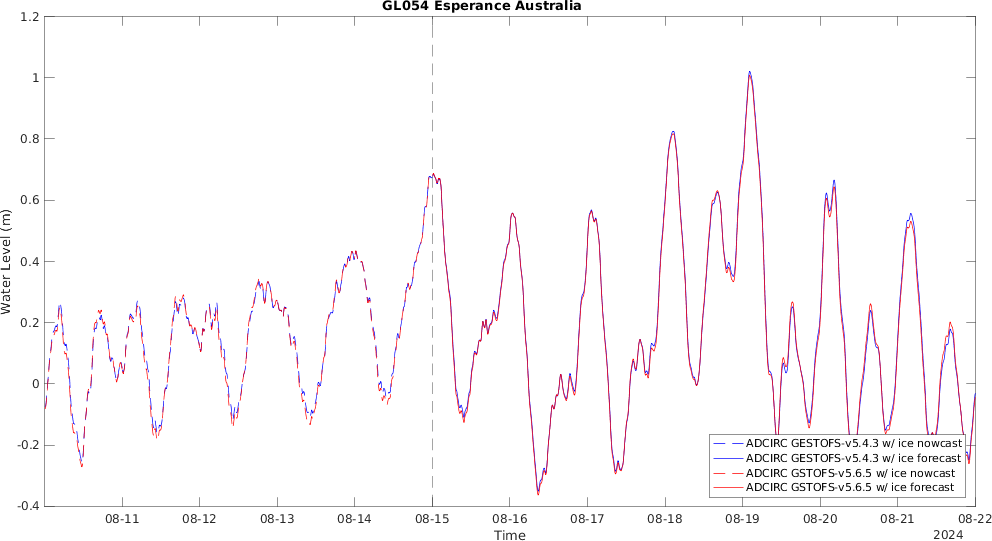 GL054 Esperance Australia
1.2
1
0.8
0.6
0.4
0.2
0
-0.2
-0.4
Water Level (m)
ADCIRC GESTOFS-v5.4.3 w/ ice nowcast
ADCIRC GESTOFS-v5.4.3 w/ ice forecast
ADCIRC GSTOFS-v5.6.5 w/ ice nowcast
ADCIRC GSTOFS-v5.6.5 w/ ice forecast
08-11 08-12 08-13 08-14 08-15 08-16 08-17 08-18 08-19 08-20 08-21 08-22
Time
2024